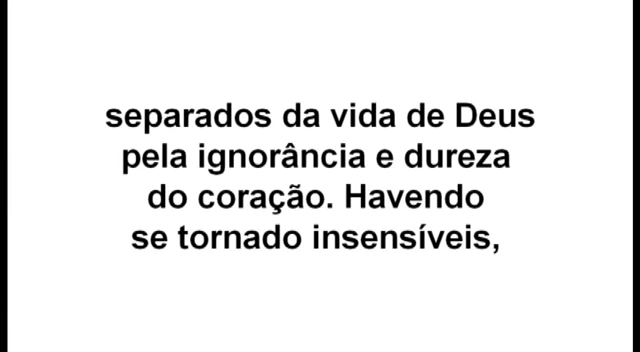 separados da vida de Deus
pela ignorância e dureza
do coração. Havendo
se tornado insensíveis,